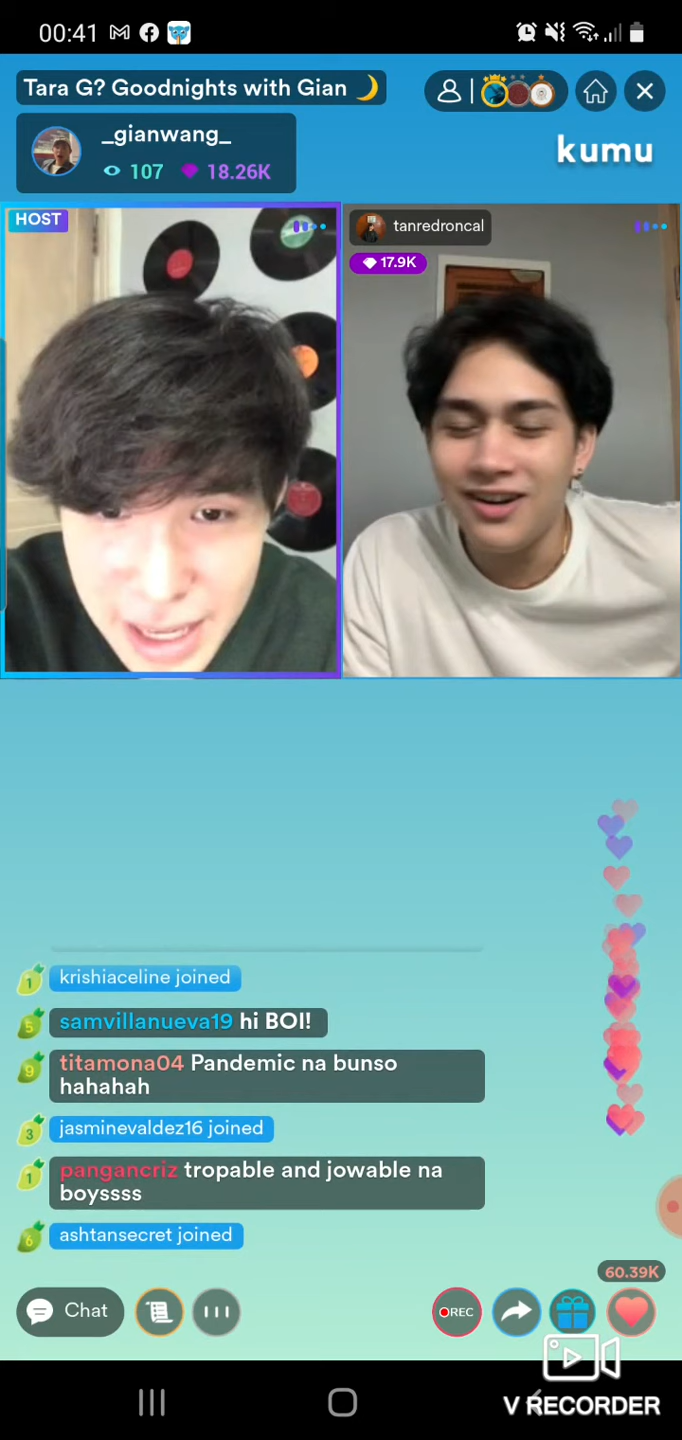 00:41
Tara G? Goodnights with Gian 🌙
_gianwang_
107 18.26K
kumu
HOST
tanredroncal
17.9K
1 krishiaceline joined
5 samvillanueva19 hi BOI!
9 titamona04 Pandemic na bunso
hahahah
3 jasminevaldez16 joined
1 pangancriz tropable and jowable na
boyssss
6 ashtansecret joined
60.39K
Chat
REC
V RECORDER